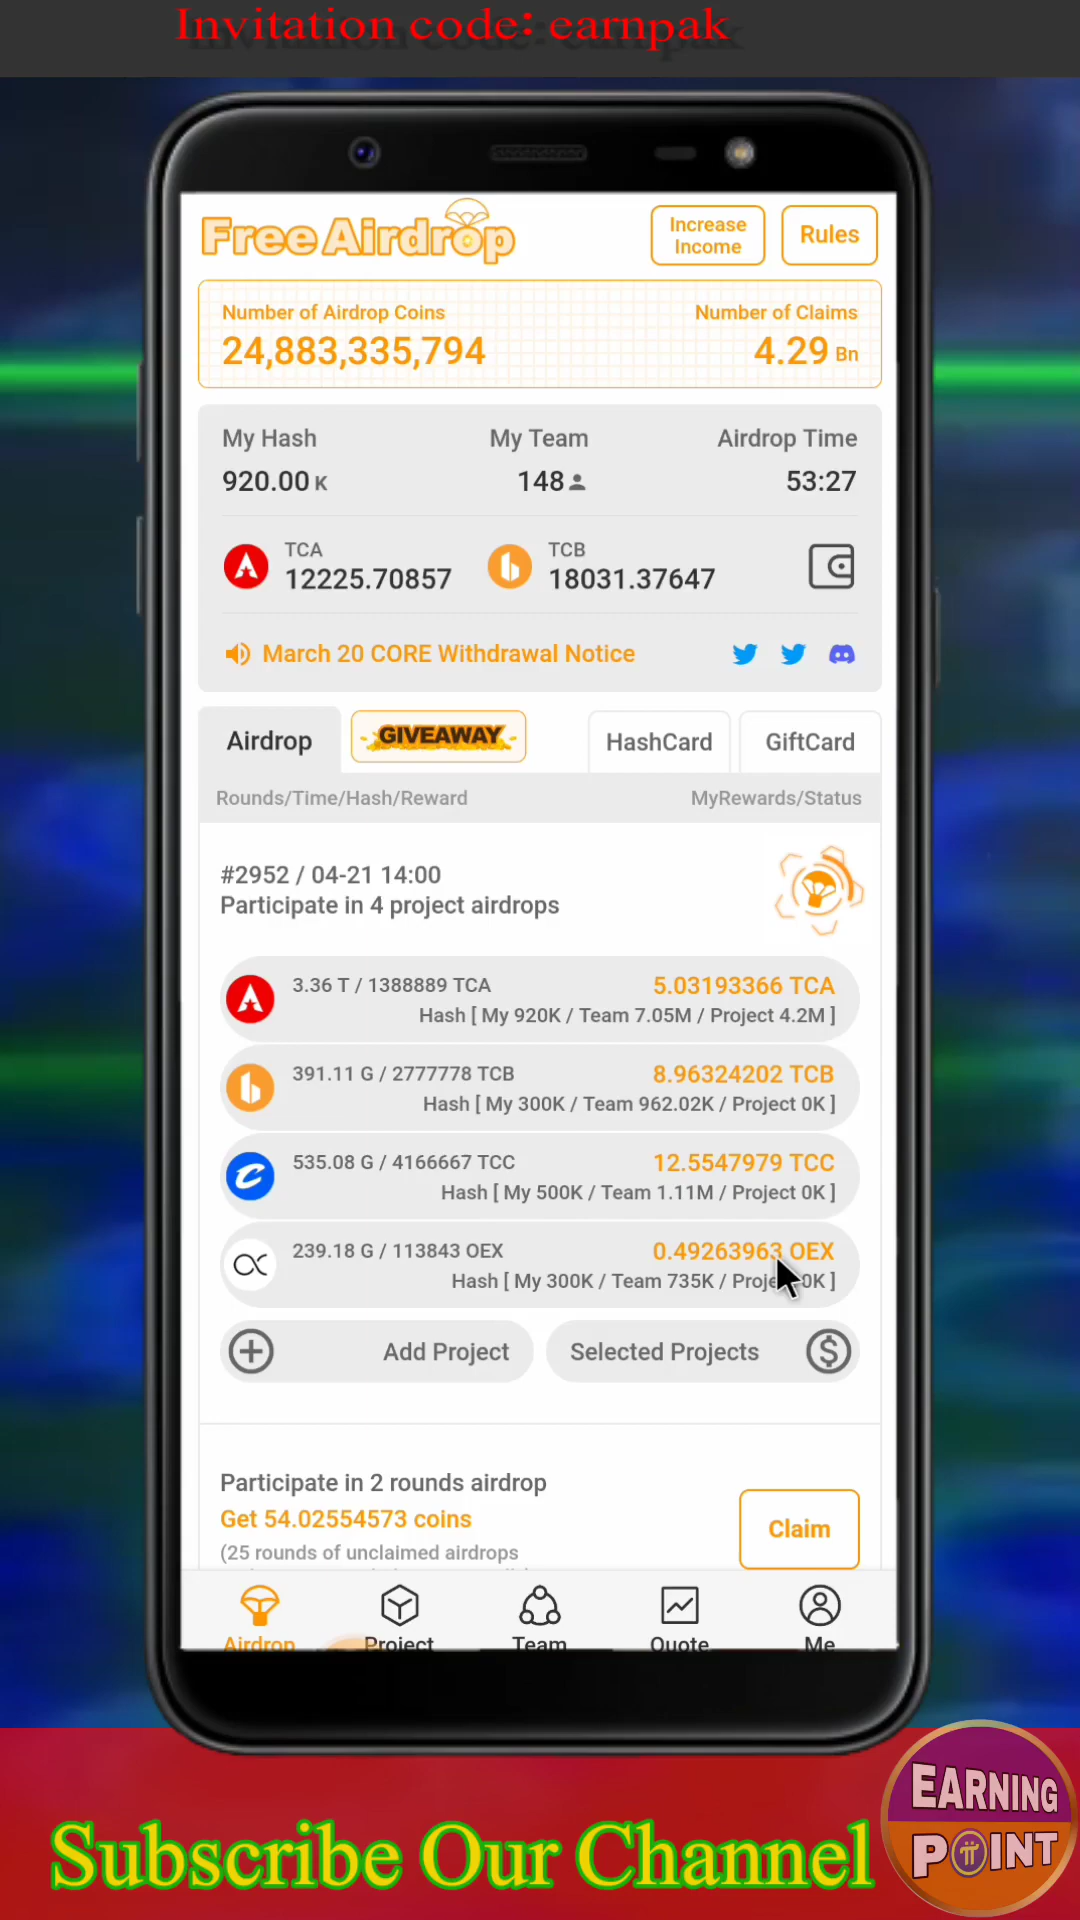 Invitation code: earnpak
Free Airdrop
Increase Income
Rules
Number of Airdrop Coins
Number of Claims
24,883,335,794
4.29 Bn
My Hash
My Team
Airdrop Time
920.00 K
148
53:27
TCA
12225.70857
TCB
18031.37647
March 20 CORE Withdrawal Notice
Airdrop
GIVEAWAY
HashCard
GiftCard
Rounds/Time/Hash/Reward
MyRewards/Status
#2952 / 04-21 14:00
Participate in 4 project airdrops
3.36 T / 1388889 TCA
5.03193366 TCA
Hash [ My 920K / Team 7.05M / Project 4.2M ]
391.11 G / 2777778 TCB
8.96324202 TCB
Hash [ My 300K / Team 962.02K / Project 0K ]
535.08 G / 4166667 TCC
12.5547979 TCC
Hash [ My 500K / Team 1.11M / Project 0K ]
239.18 G / 113843 OEX
0.49263963 OEX
Hash [ My 300K / Team 735K / Project 0K ]
Add Project
Selected Projects
Participate in 2 rounds airdrop
Get 54.02554573 coins
(25 rounds of unclaimed airdrops
Claim
Airdrop
Project
Team
Quote
Me
Subscribe Our Channel
EARNING
POINT